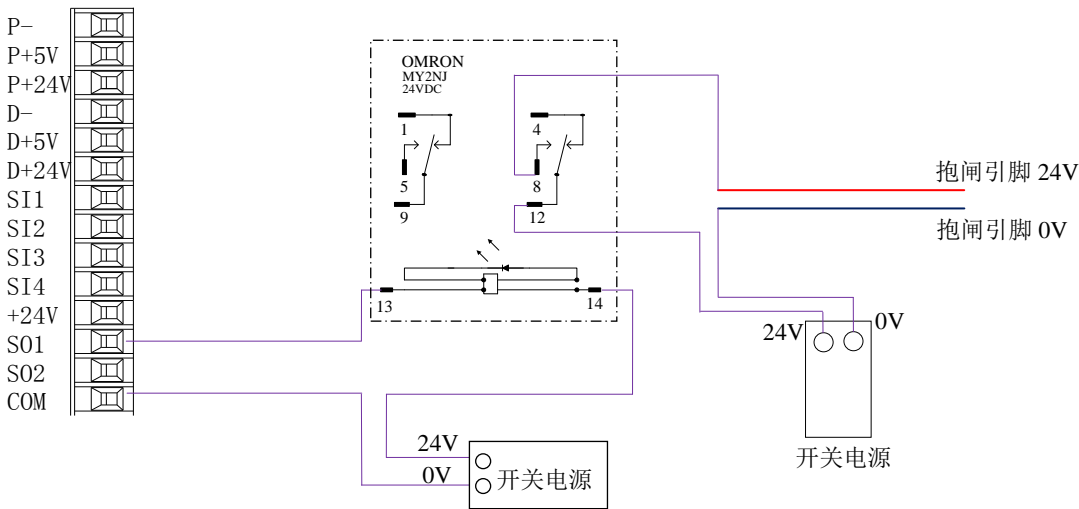 P-
P+5V
P+24V
D-
D+5V
D+24V
SI1
SI2
SI3
SI4
+24V
SO1
SO2
COM
OMRON
MY2NJ
24VDC
1
4
5
8
9
12
13
14
抱闸引脚 24V
抱闸引脚 0V
24V
0V
开关电源
24V
0V
开关电源